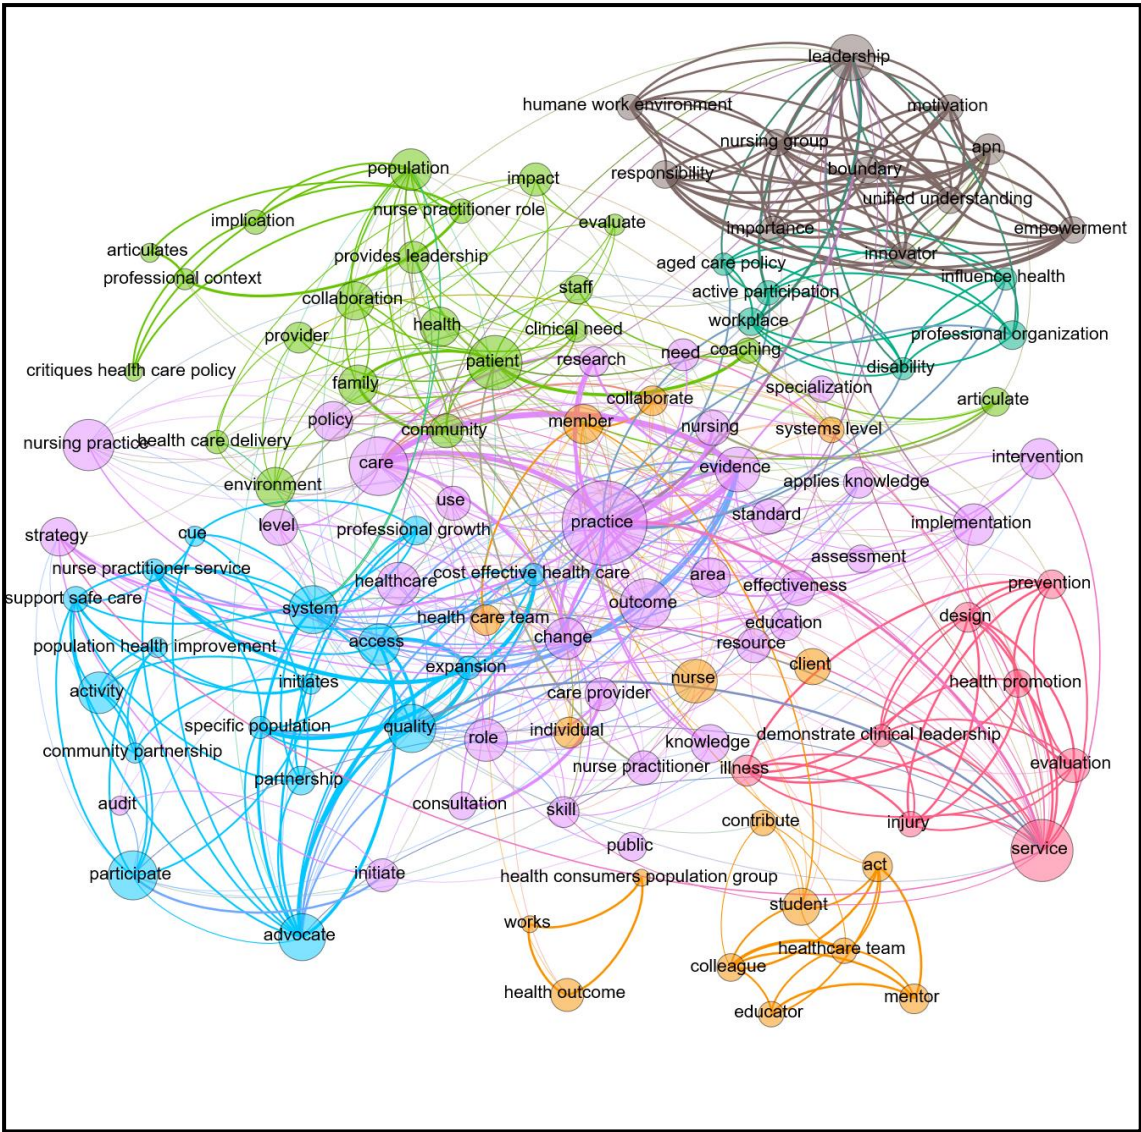 leadership
humane work environment
motivation
nursing group
apn
population
impact
responsibility
boundary
unified understanding
implication
nurse practitioner role
evaluate
importance
empowerment
articulates
provides leadership
innovator
professional context
aged care policy
influence health
collaboration
staff
active participation
provider
health
clinical need
workplace
professional organization
critiques health care policy
patient
research
need
coaching
disability
family
collaborate
specialization
articulate
policy
community
member
nursing
systems level
nursing practice
health care delivery
care
evidence
intervention
environment
use
applies knowledge
strategy
cue
level
professional growth
practice
standard
implementation
nurse practitioner service
healthcare
cost effective health care
area
assessment
effectiveness
prevention
support safe care
system
health care team
outcome
education
design
population health improvement
access
change
resource
activity
initiates
expansion
nurse
client
health promotion
specific population
quality
care provider
individual
role
knowledge
demonstrate clinical leadership
community partnership
partnership
nurse practitioner
illness
evaluation
audit
consultation
skill
contribute
injury
service
public
participate
initiate
health consumers population group
act
works
student
advocate
healthcare team
colleague
health outcome
educator
mentor